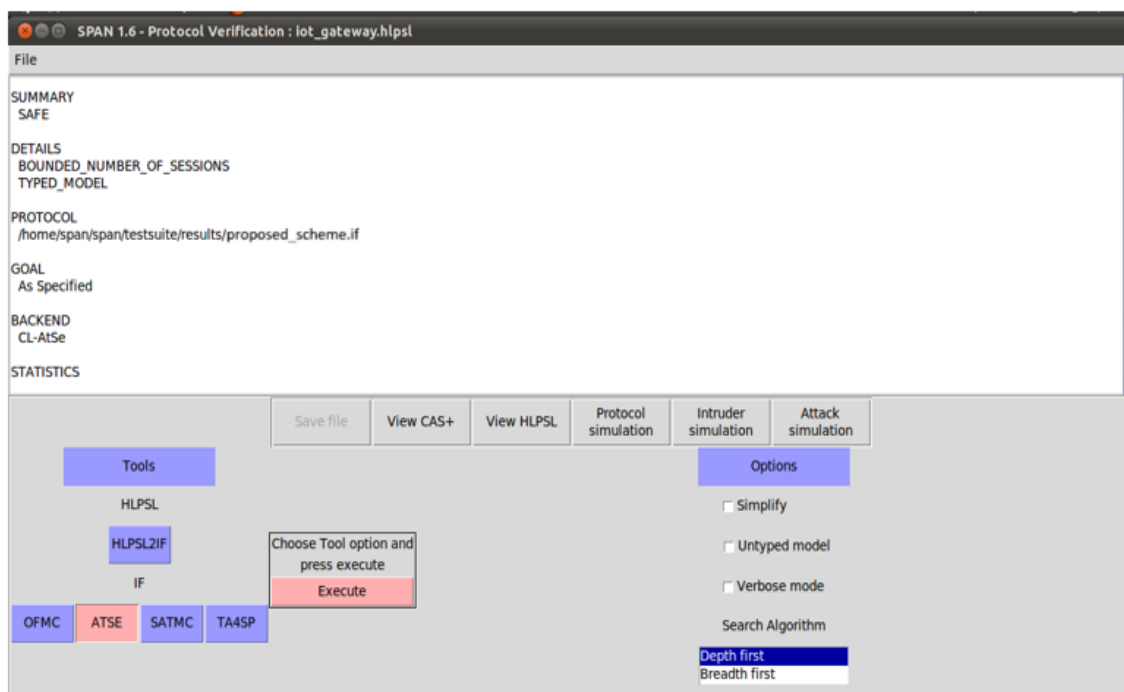 SPAN 1.6 - Protocol Verification : iot_gateway.hlpsl
File
SUMMARY
SAFE
DETAILS
BOUNDED_NUMBER_OF_SESSIONS
TYPED_MODEL
PROTOCOL
/home/span/span/testsuite/results/proposed_scheme.if
GOAL
As Specified
BACKEND
CL-AtSe
STATISTICS
Save file
View CAS+
View HLPSL
Protocol
simulation
Intruder
simulation
Attack
simulation
Tools
HLPSL
HLPSL2IF
IF
OFMC
ATSE
SATMC
TA4SP
Choose Tool option and
press execute
Execute
Options
Simplify
Untyped model
Verbose mode
Search Algorithm
Depth first
Breadth first